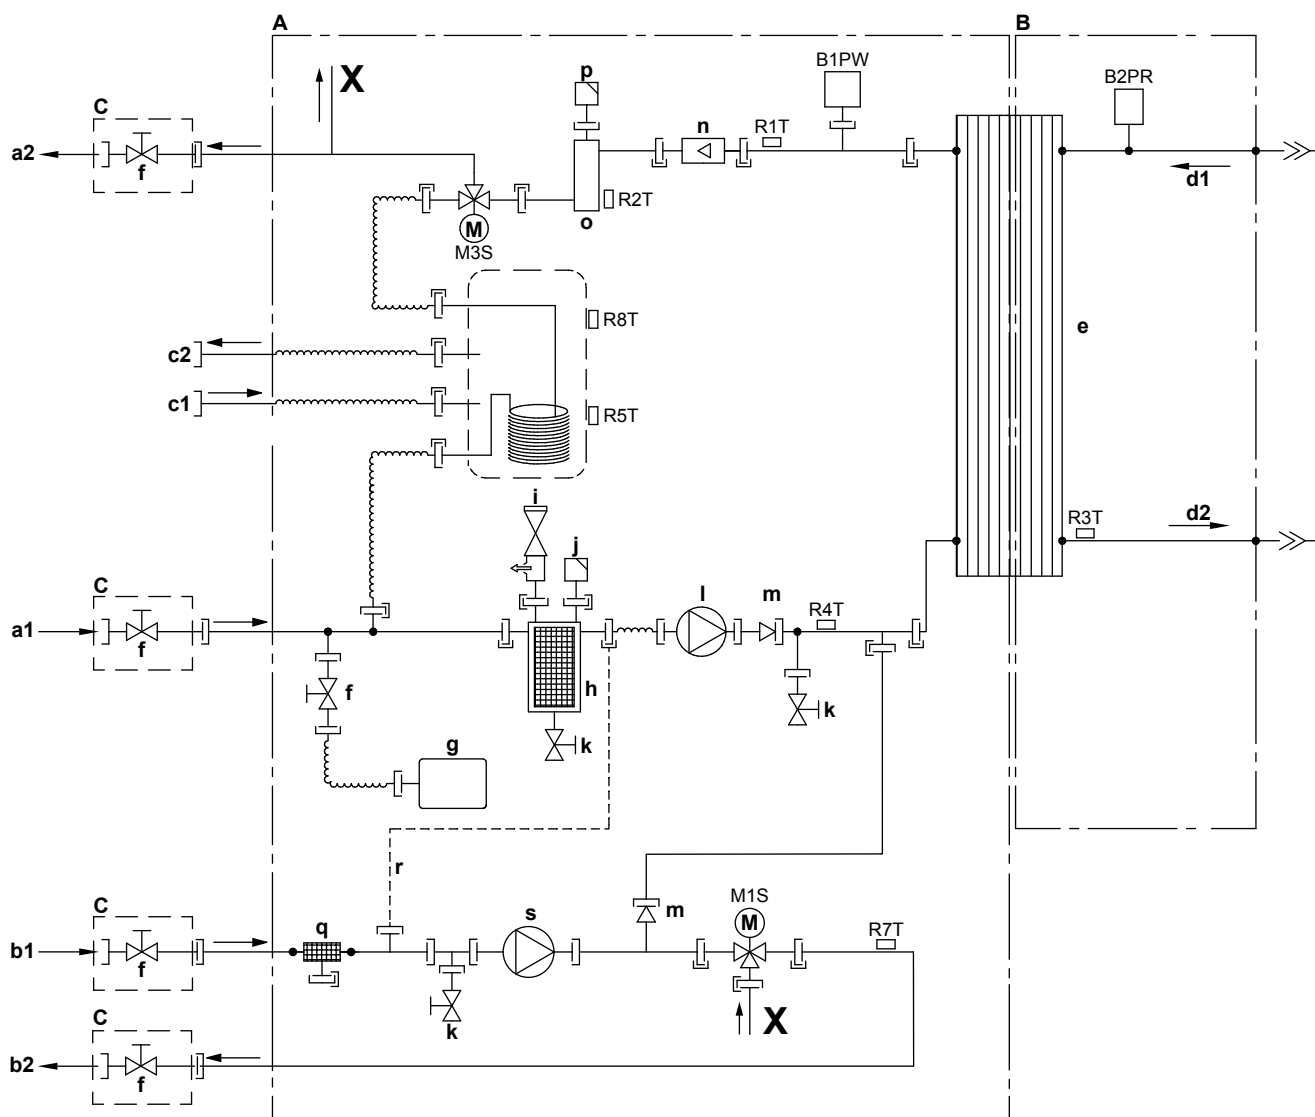 A
B
X
p
B1PW
B2PR
C
n
R1T
a2
f
d1
R2T
M
o
M3S
R8T
c2
e
c1
R5T
i
j
d2
R3T
C
l
m
R4T
a1
f
f
h
k
g
k
r
C
q
s
m
M1S
M
R7T
b1
f
k
X
C
b2
f